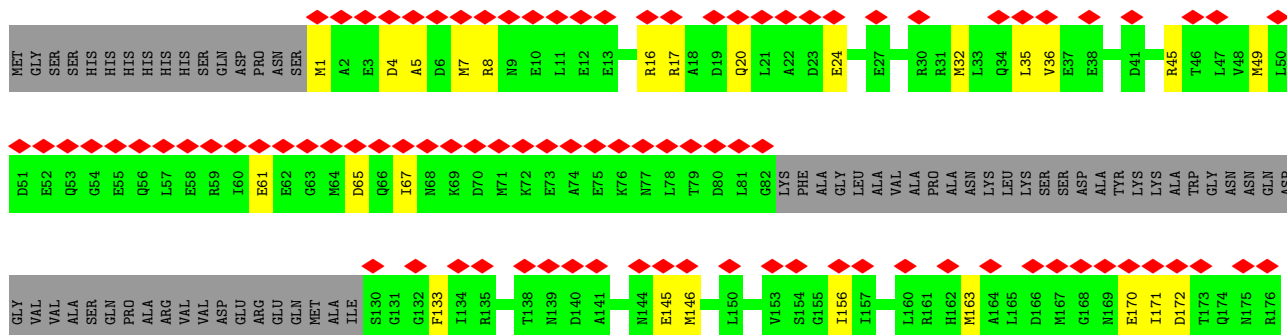 MET GLY SER SER HIS HIS HIS HIS HIS HIS SER GLN ASP PRO ASN SER M1 A2 E3 D4 A5 D6 M7 R8 N9 E10 L11 E12 E13 R16 R17 A18 D19 Q20 L21 A22 D23 E24 E27 R30 R31 M32 L33 Q34 L35 V36 E37 E38 D41 R45 T46 L47 V48 M49 L50
D51 E52 Q53 G54 E55 Q56 L57 E58 R59 I60 E61 E62 G63 M64 D65 Q66 I67 N68 K69 D70 M71 K72 E73 A74 E75 K76 N77 L78 T79 D80 L81 G82 LYS PHE ALA GLY LEU ALA VAL ALA PRO ALA ASN LYS LEU LYS SER SER ASP ALA TYR LYS LYS ALA TRP GLY ASN ASN GLN ASP
GLY VAL VAL ALA SER GLN PRO ALA ARG VAL VAL ASP GLU ARG GLU GLN MET ALA ILE S130 G131 G132 F133 I134 R135 T138 N139 D140 A141 N144 E145 M146 L150 V153 S154 G155 I156 I157 L160 R161 H162 M163 A164 L165 D166 M167 G168 N169 E170 I171 D172 T173 Q174 N175 R176